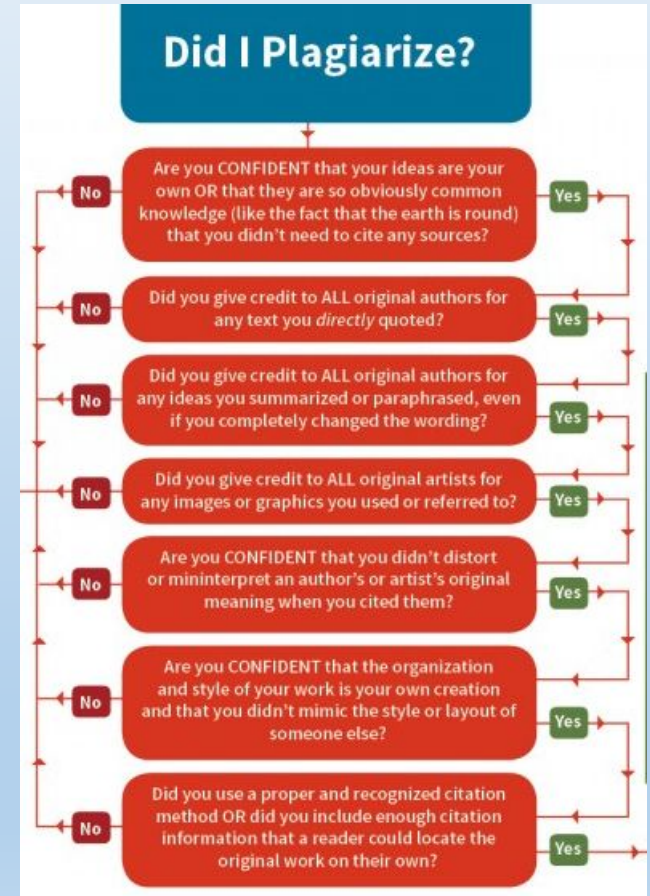 Did I Plagiarize?
Are you CONFIDENT that your ideas are your
own OR that they are so obviously common
knowledge (like the fact that the earth is round)
that you didn't need to cite any sources?
No
Yes
Did you give credit to ALL original authors for
any text you directly quoted?
No
Yes
Did you give credit to ALL original authors for
any ideas you summarized or paraphrased, even
if you completely changed the wording?
No
Yes
Did you give credit to ALL original artists for
any images or graphics you used or referred to?
No
Yes
Are you CONFIDENT that you didn't distort
or mininterpret an author's or artist's original
meaning when you cited them?
No
Yes
Are you CONFIDENT that the organization
and style of your work is your own creation
and that you didn't mimic the style or layout of
someone else?
No
Yes
Did you use a proper and recognized citation
method OR did you include enough citation
information that a reader could locate the
original work on their own?
No
Yes